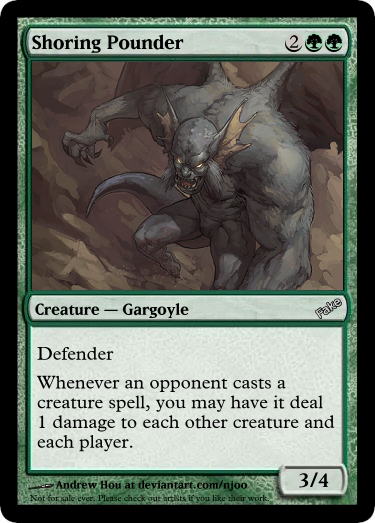 Shoring Pounder 2
Creature — Gargoyle Fake
Defender
Whenever an opponent casts a
creature spell, you may have it deal
1 damage to each other creature and
each player.
Andrew Hou at deviantart.com/njoo
Not for sale ever. Please check our artists if you like their work.
3/4